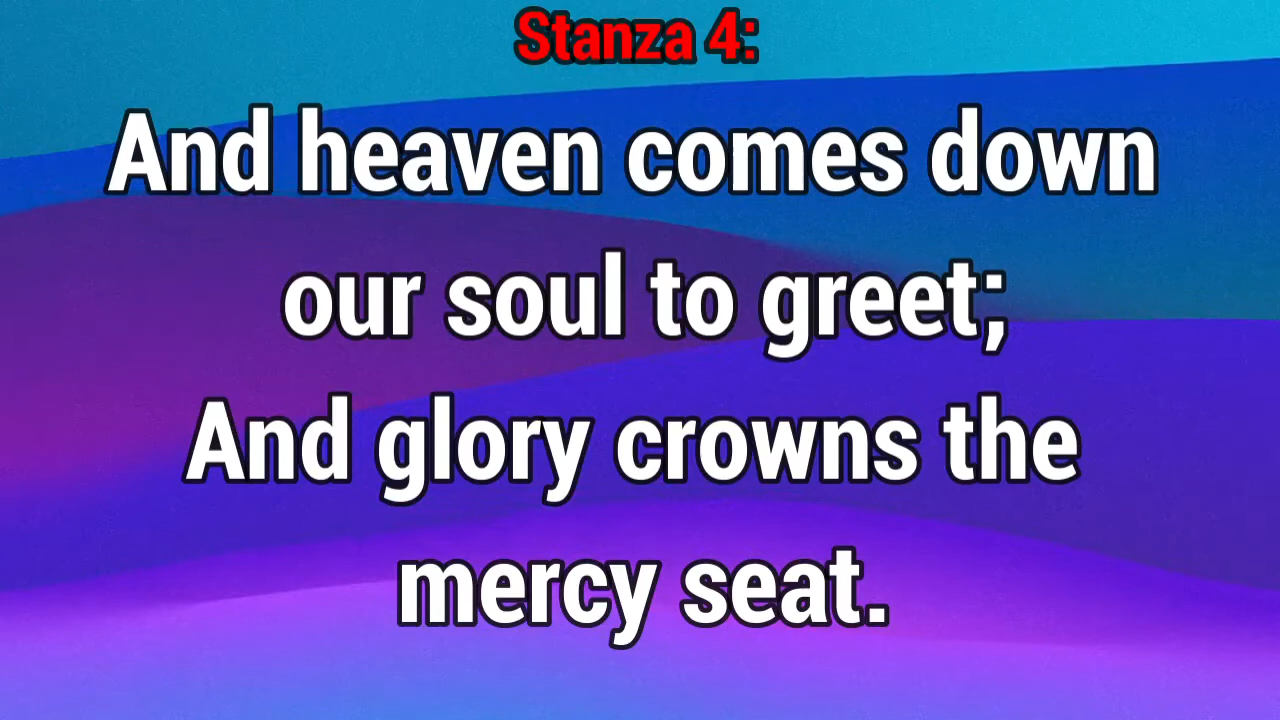 Stanza 4:
And heaven comes down
our soul to greet;
And glory crowns the
mercy seat.